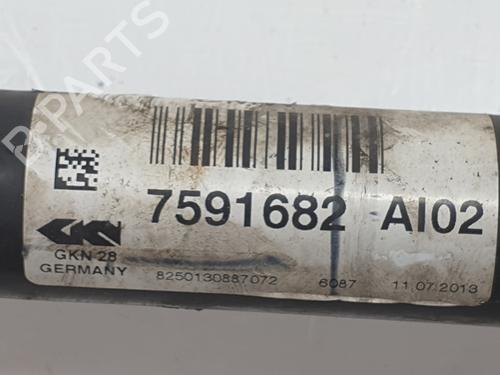 B-PARTS
7591682 AI02
GKN
GKN 28
GERMANY
8250130887072 6087 11.07.2013